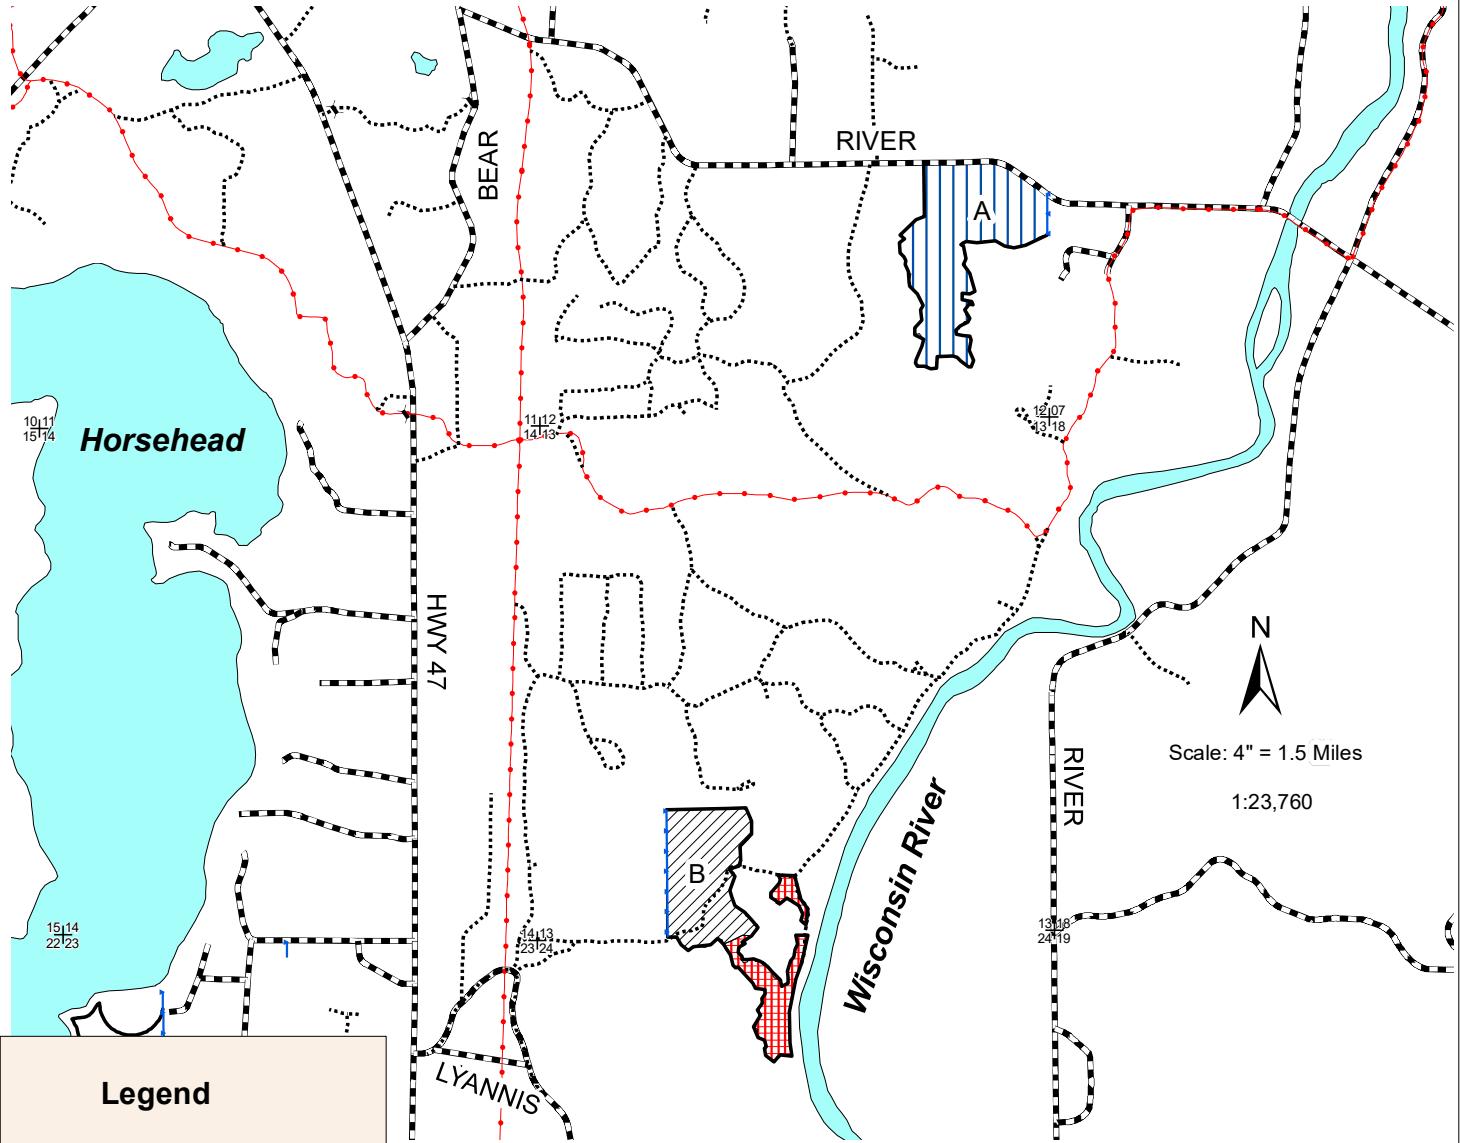 RIVER
BEAR
A
10 11
15 14
Horsehead
11 12
14 13
12 07
13 18
HWY 47
N
Scale: 4" = 1.5 Miles
1:23,760
RIVER
Wisconsin River
B
15 14
22 23
14 13
23 24
13 18
24 19
LYANNIS
Legend